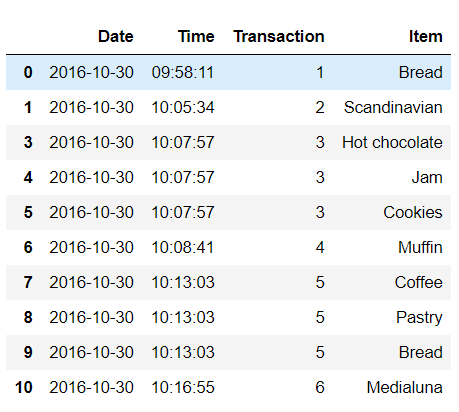 Date Time Transaction Item
0 2016-10-30 09:58:11 1 Bread
1 2016-10-30 10:05:34 2 Scandinavian
3 2016-10-30 10:07:57 3 Hot chocolate
4 2016-10-30 10:07:57 3 Jam
5 2016-10-30 10:07:57 3 Cookies
6 2016-10-30 10:08:41 4 Muffin
7 2016-10-30 10:13:03 5 Coffee
8 2016-10-30 10:13:03 5 Pastry
9 2016-10-30 10:13:03 5 Bread
10 2016-10-30 10:16:55 6 Medialuna